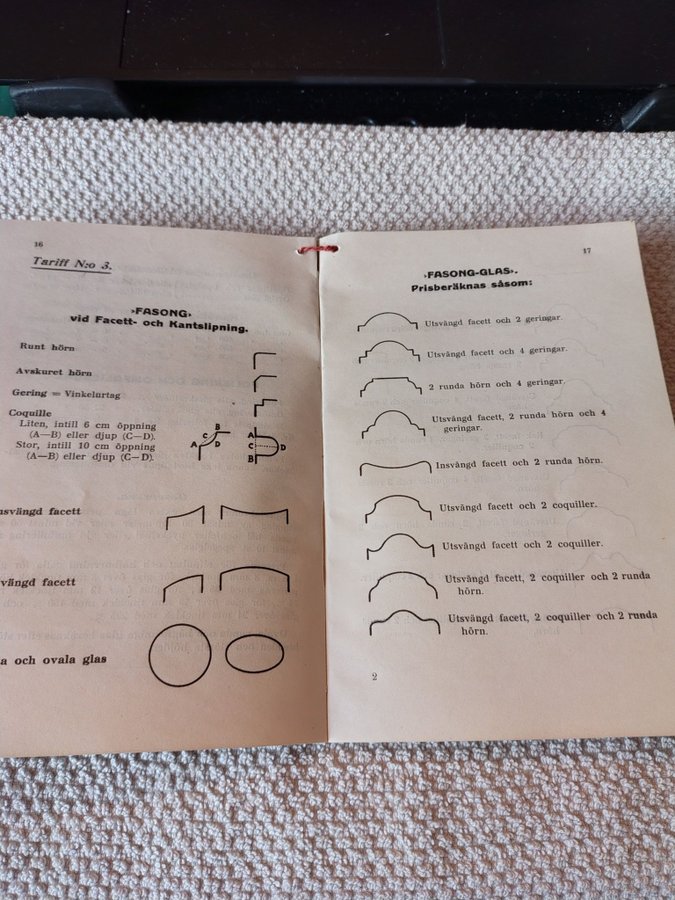 16
Tariff N:o 3.
›FASONG›
vid Facett- och Kantslipning.
Runt hörn
Avskuret hörn
Gering = Vinkelurtag
Coquille
Liten, intill 6 cm öppning
(A—B) eller djup (C—D).
Stor, intill 10 cm öppning
(A—B) eller djup (C—D).
A C B D
A C B D
nsvängd facett
vängd facett
a och ovala glas
17
›FASONG-GLAS›.
Prisberäknas såsom:
Utsvängd facett och 2 geringar.
Utsvängd facett och 4 geringar.
2 runda hörn och 4 geringar.
Utsvängd facett, 2 runda hörn och 4
geringar.
Insvängd facett och 2 runda hörn.
Utsvängd facett och 2 coquiller.
Utsvängd facett och 2 coquiller.
Utsvängd facett, 2 coquiller och 2 runda
hörn.
Utsvängd facett, 2 coquiller och 2 runda
hörn.
2